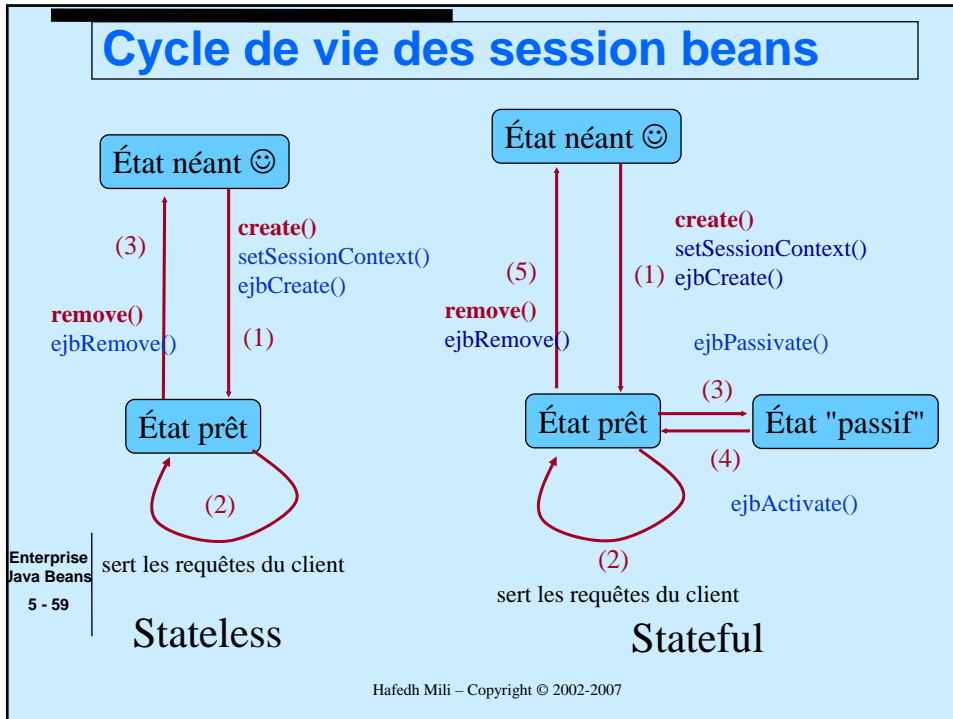 Cycle de vie des session beans
État néant ☺
(3)
create()
setSessionContext()
ejbCreate()
remove()
ejbRemove()
(1)
État prêt
(2)
sert les requêtes du client
Stateless
État néant ☺
(5)
(1)
create()
setSessionContext()
ejbCreate()
remove()
ejbRemove()
ejbPassivate()
(3)
État prêt
État "passif"
(4)
ejbActivate()
(2)
sert les requêtes du client
Stateful
Enterprise
Java Beans
5 - 59
Hafedh Mili – Copyright © 2002-2007